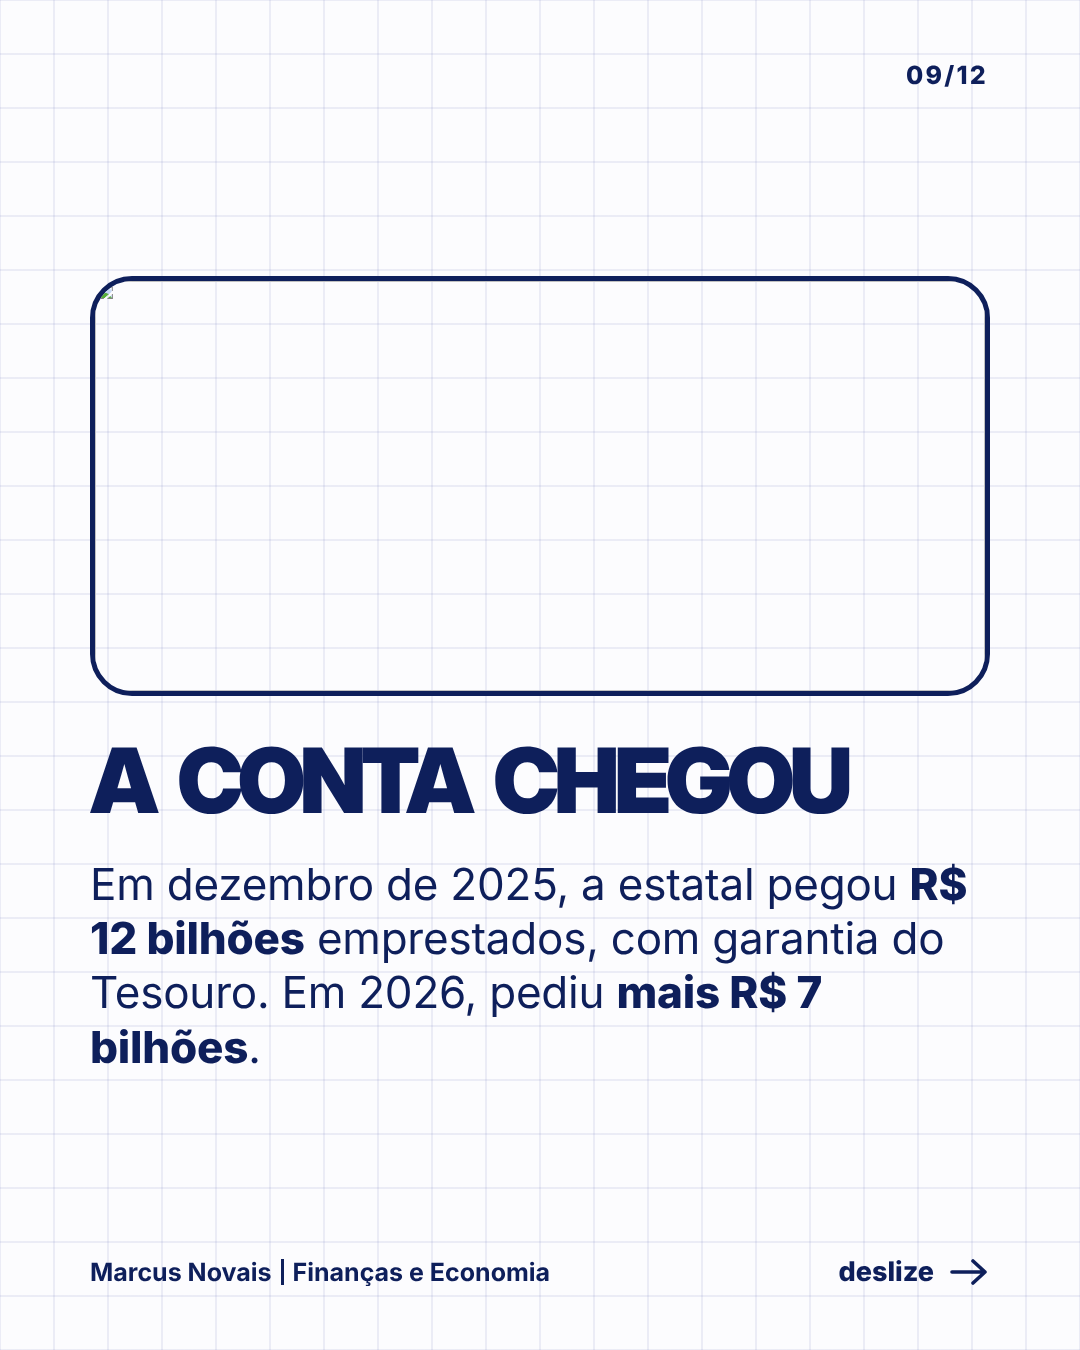 09/12
A CONTA CHEGOU
Em dezembro de 2025, a estatal pegou R$
12 bilhões emprestados, com garantia do
Tesouro. Em 2026, pediu mais R$ 7
bilhões.
Marcus Novais | Finanças e Economia
deslize →